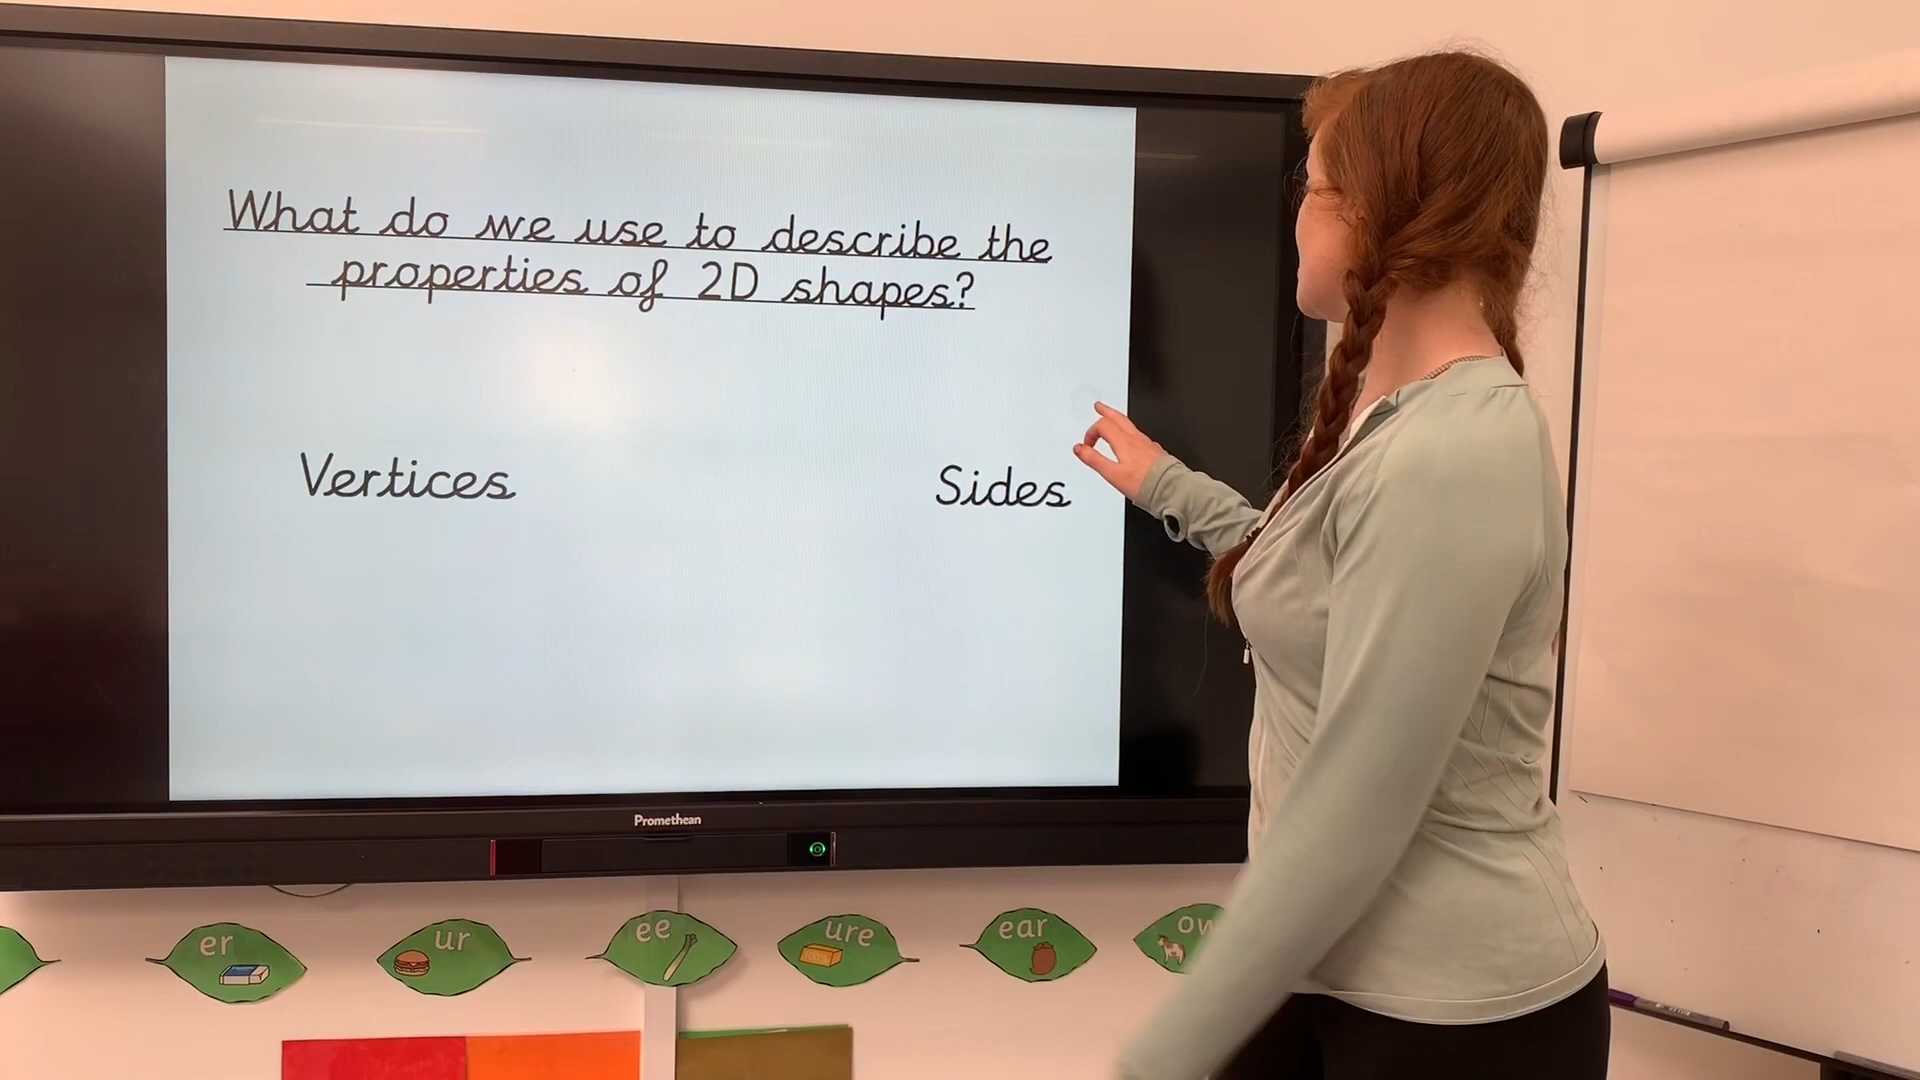 What do we use to describe the
properties of 2D shapes?
Vertices
Sides
Promethean
er
ur
ee
ure
ear
ow